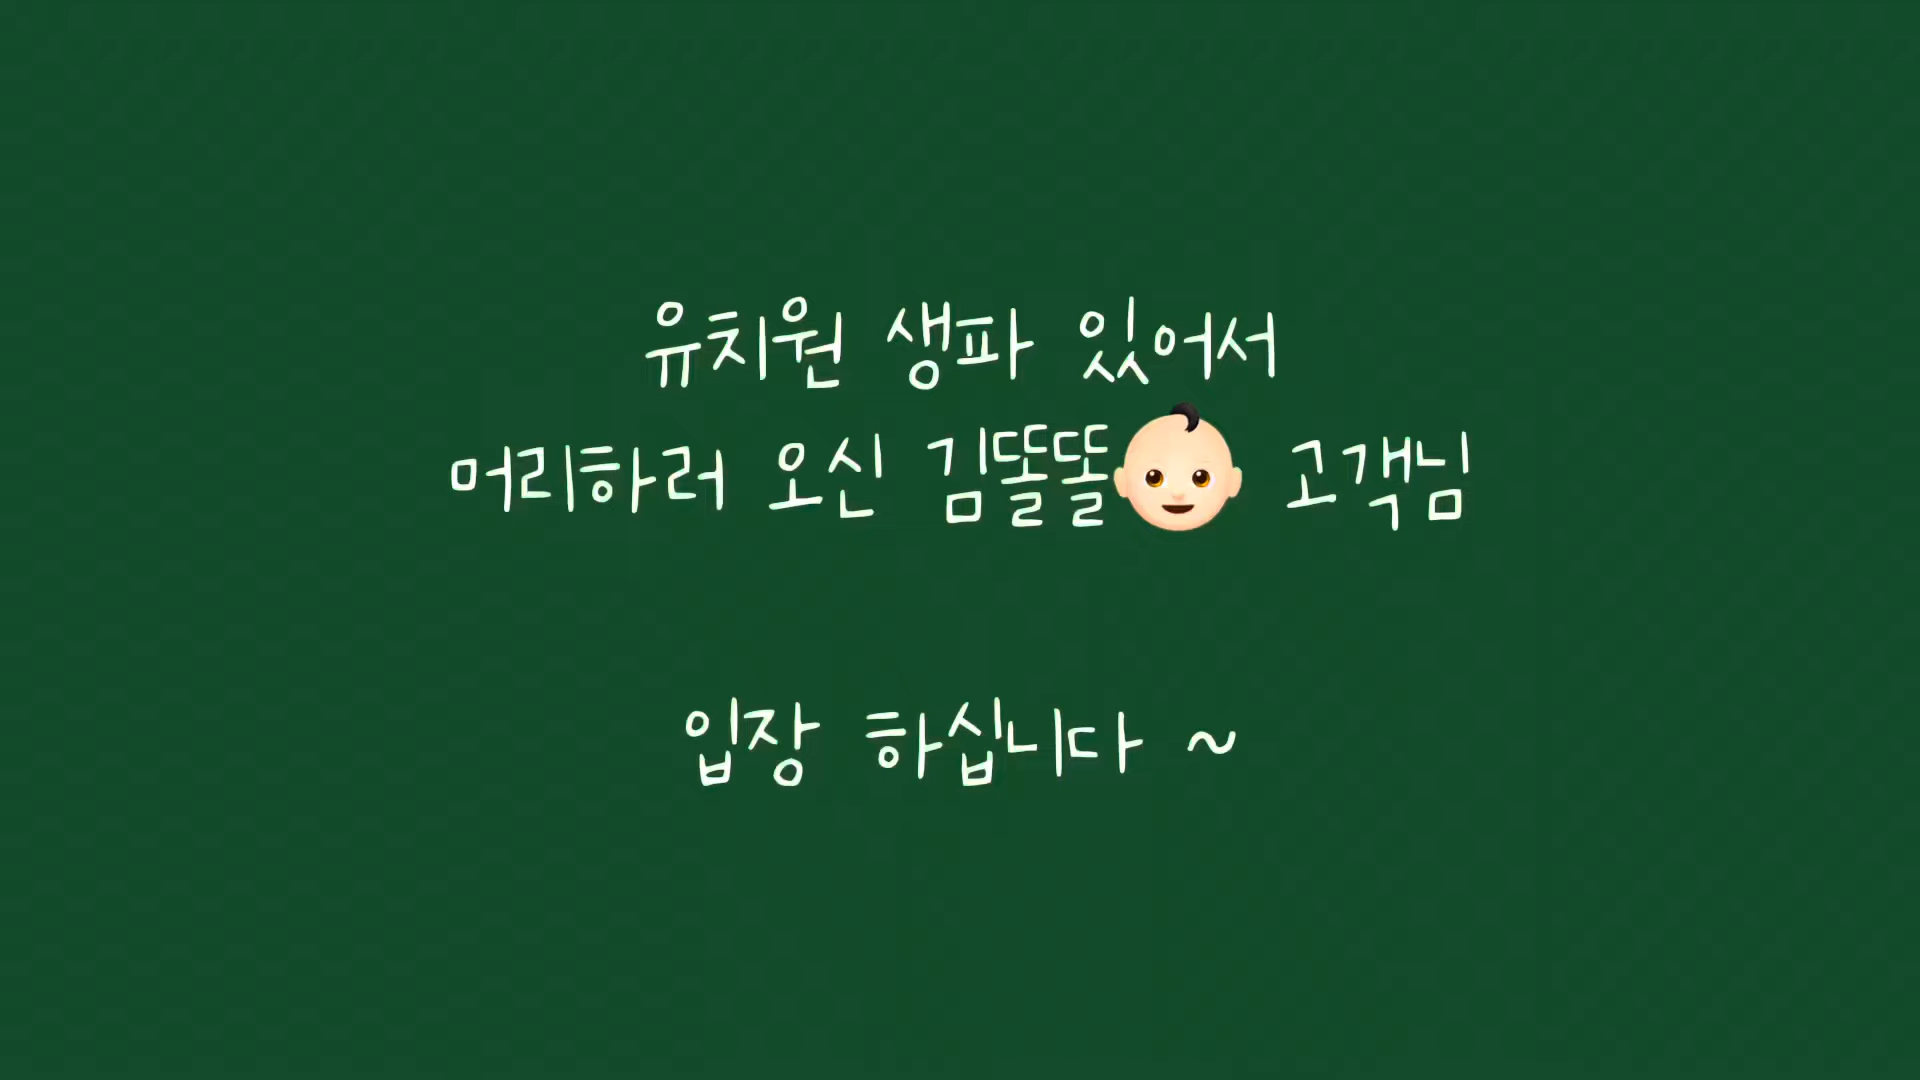 유치원 생파 있어서
머리하러 오신 김똘똘👶🏻 고객님
입장 하십니다 ~